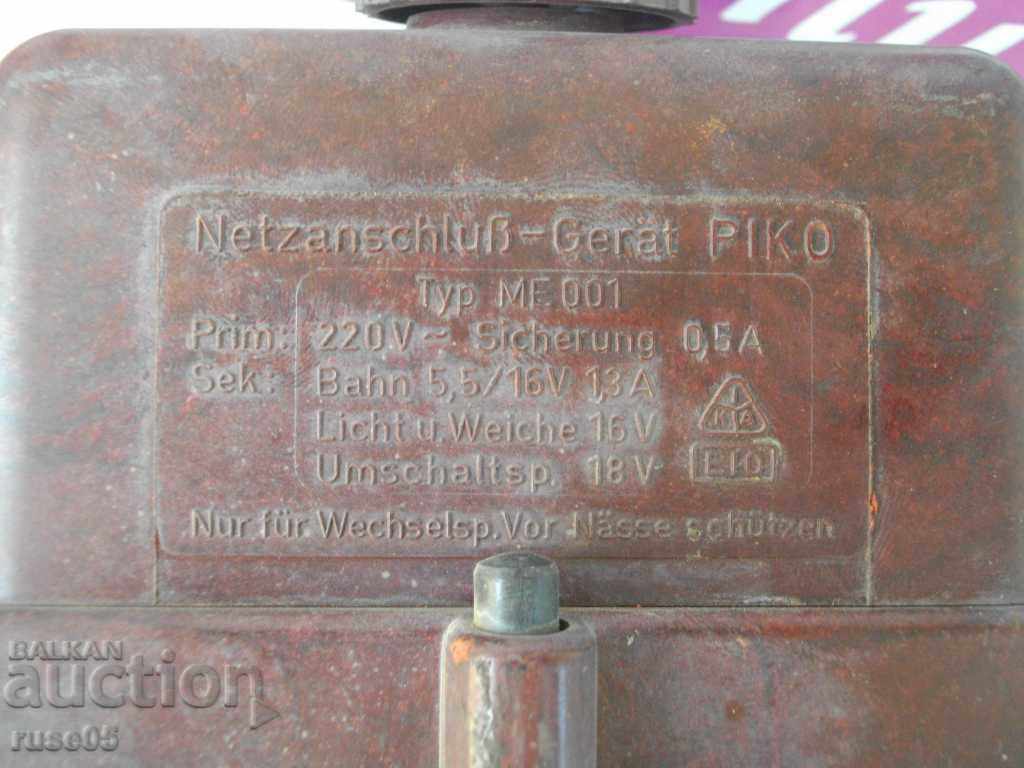 Netzanschluß-Gerät PIKO
Typ ME 001
Prim: 220V ~ Sicherung 0,5A
Sek: Bahn 5,5/16V 1,3A
Licht u. Weiche 16V
Umschaltsp. 18V
Nur für Wechselsp. Vor Nässe schützen
BALKAN
auction
ruse05